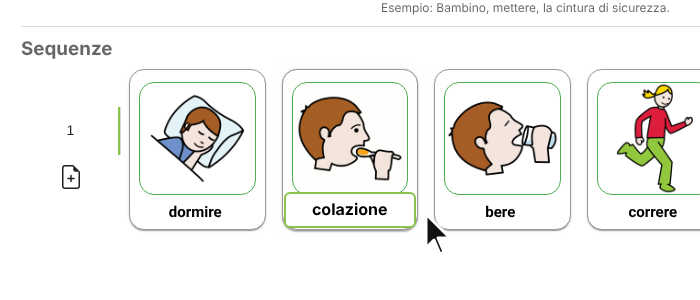 Esempio: Bambino, mettere, la cintura di sicurezza.
Sequenze
1
dormire
colazione
bere
correre